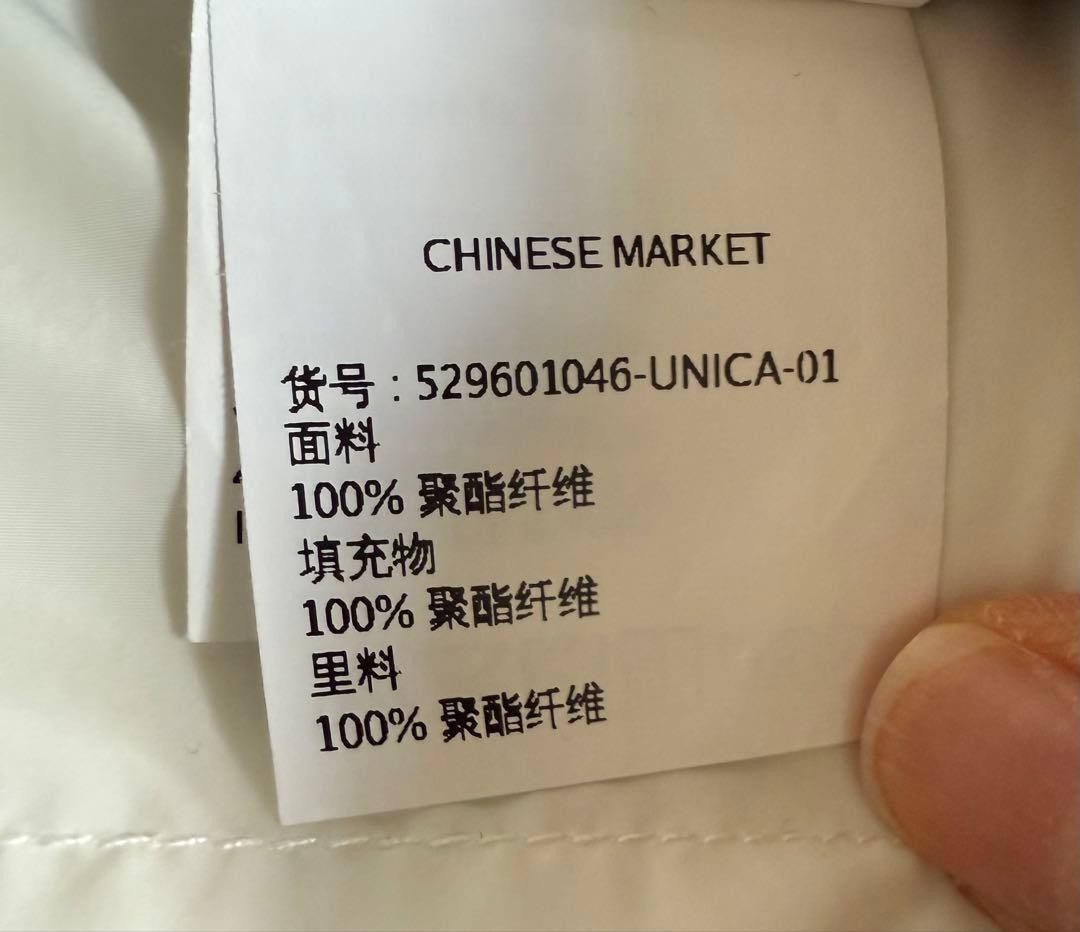 CHINESE MARKET
货号：529601046-UNICA-01
面料
100% 聚酯纤维
填充物
100% 聚酯纤维
里料
100% 聚酯纤维